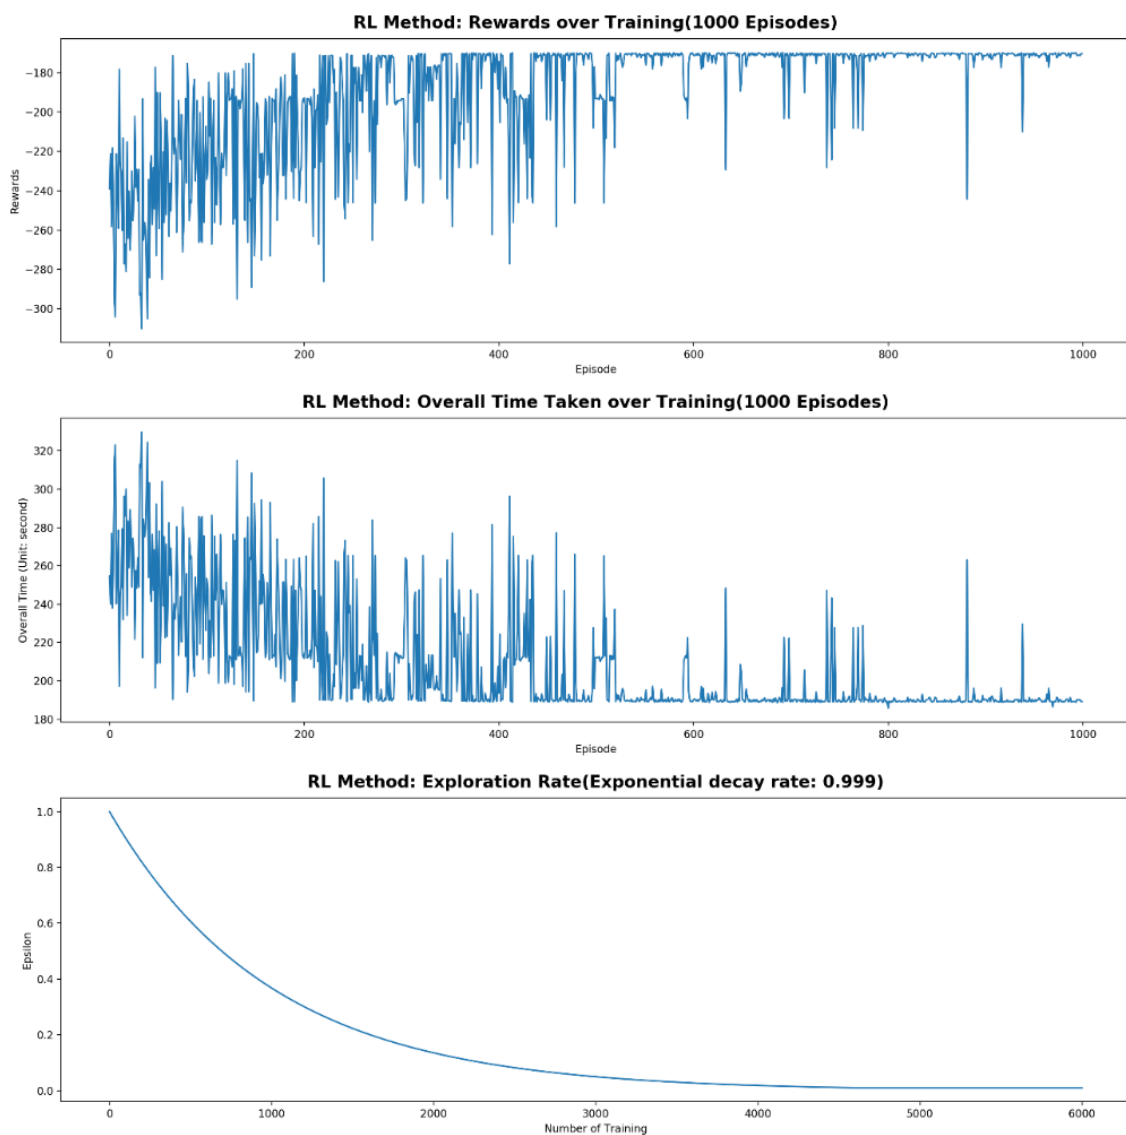 RL Method: Rewards over Training(1000 Episodes)
−180
−200
−220
−240
−260
−280
−300
Rewards
0 200 400 600 800 1000
Episode
RL Method: Overall Time Taken over Training(1000 Episodes)
320
300
280
260
240
220
200
180
Overall Time (Unit: second)
0 200 400 600 800 1000
Episode
RL Method: Exploration Rate(Exponential decay rate: 0.999)
1.0
0.8
0.6
0.4
0.2
0.0
Epsilon
0 1000 2000 3000 4000 5000 6000
Number of Training